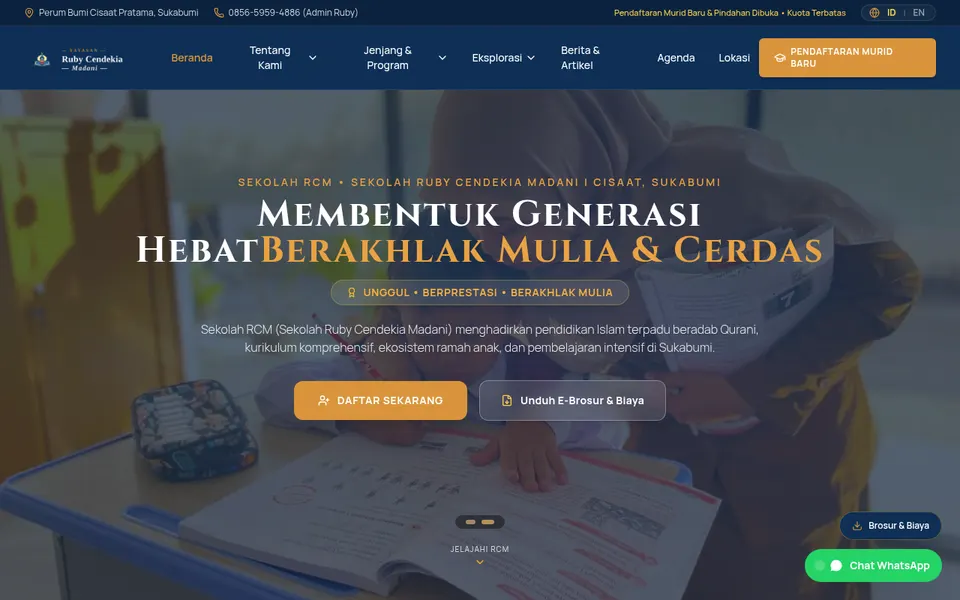 Perum Bumi Cisaat Pratama, Sukabumi
0856-5959-4886 (Admin Ruby)
Pendaftaran Murid Baru & Pindahan Dibuka • Kuota Terbatas
ID | EN
YAYASAN
Ruby Cendekia
Madani
Beranda
Tentang Kami
Jenjang & Program
Eksplorasi
Berita & Artikel
Agenda
Lokasi
PENDAFTARAN MURID BARU
SEKOLAH RCM • SEKOLAH RUBY CENDEKIA MADANI | CISAAT, SUKABUMI
MEMBENTUK GENERASI
HEBATBERAKHLAK MULIA & CERDAS
UNGGUL • BERPRESTASI • BERAKHLAK MULIA
Sekolah RCM (Sekolah Ruby Cendekia Madani) menghadirkan pendidikan Islam terpadu beradab Qurani,
kurikulum komprehensif, ekosistem ramah anak, dan pembelajaran intensif di Sukabumi.
DAFTAR SEKARANG
Unduh E-Brosur & Biaya
JELAJAHI RCM
Brosur & Biaya
Chat WhatsApp